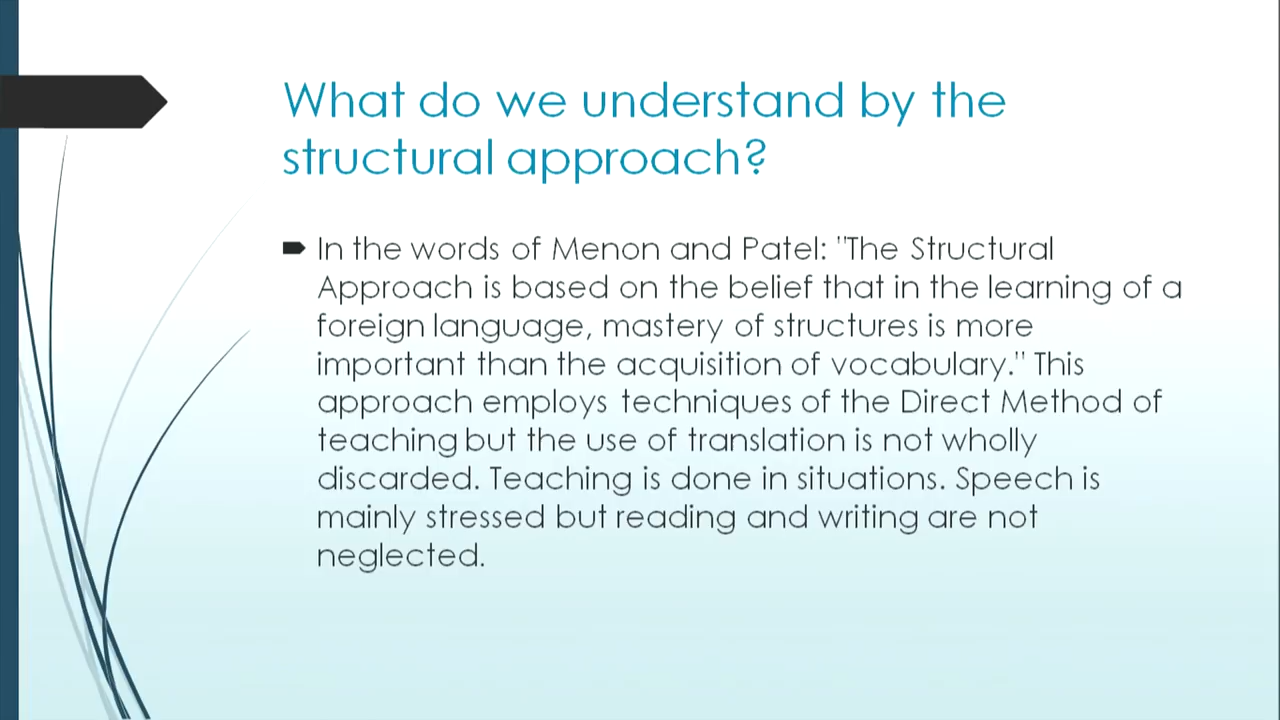 What do we understand by the
structural approach?
In the words of Menon and Patel: "The Structural
Approach is based on the belief that in the learning of a
foreign language, mastery of structures is more
important than the acquisition of vocabulary." This
approach employs techniques of the Direct Method of
teaching but the use of translation is not wholly
discarded. Teaching is done in situations. Speech is
mainly stressed but reading and writing are not
neglected.